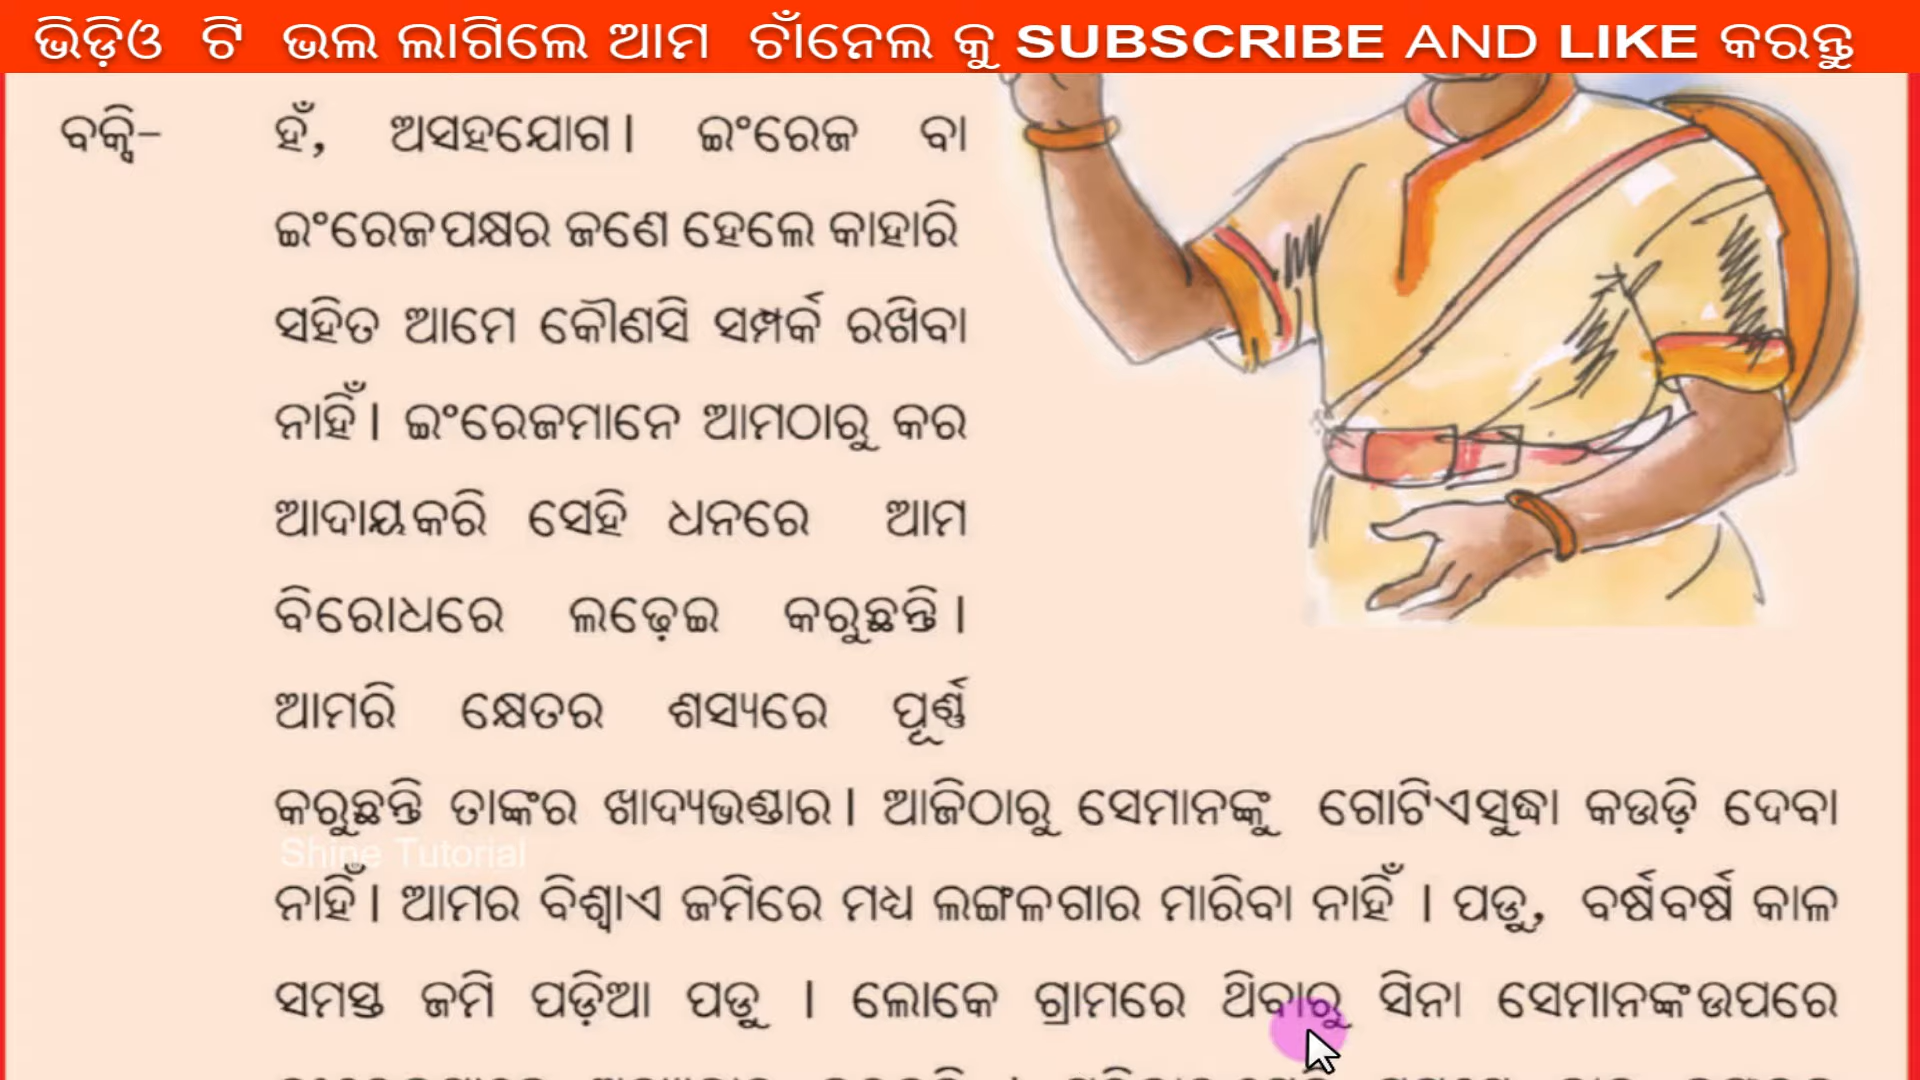 ଭିଡ଼ିଓ ଟି ଭଲ ଲାଗିଲେ ଆମ ଚାଁନେଲ କୁ SUBSCRIBE AND LIKE କରନ୍ତୁ
ବକ୍ସି– ହଁ, ଅସହଯୋଗ। ଇଂରେଜ ବା
ଇଂରେଜପକ୍ଷର ଜଣେ ହେଲେ କାହାରି
ସହିତ ଆମେ କୌଣସି ସମ୍ପର୍କ ରଖିବା
ନାହିଁ। ଇଂରେଜମାନେ ଆମଠାରୁ କର
ଆଦାୟକରି ସେହି ଧନରେ ଆମ
ବିରୋଧରେ ଲଢ଼େଇ କରୁଛନ୍ତି।
ଆମରି କ୍ଷେତର ଶସ୍ୟରେ ପୂର୍ଣ୍ଣ
କରୁଛନ୍ତି ତାଙ୍କର ଖାଦ୍ୟଭଣ୍ଡାର। ଆଜିଠାରୁ ସେମାନଙ୍କୁ ଗୋଟିଏସୁଦ୍ଧା କଉଡ଼ି ଦେବା
Shine Tutorial
ନାହିଁ। ଆମର ବିଶ୍ୱାଏ ଜମିରେ ମଧ୍ୟ ଲଙ୍ଗଳଗାର ମାରିବା ନାହିଁ । ପଡୁ, ବର୍ଷବର୍ଷ କାଳ
ସମସ୍ତ ଜମି ପଡ଼ିଆ ପଡୁ । ଲୋକେ ଗ୍ରାମରେ ଥିବାରୁ ସିନା ସେମାନଙ୍କଉପରେ